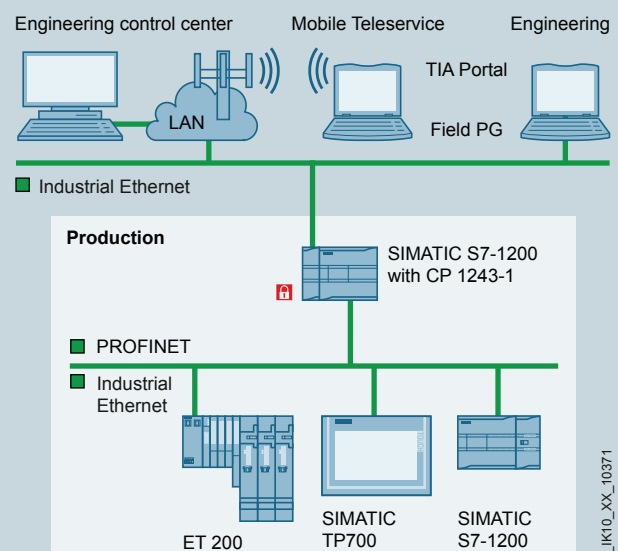 Engineering control center
Mobile Teleservice
Engineering
LAN
TIA Portal
Field PG
Industrial Ethernet
Production
SIMATIC S7-1200
with CP 1243-1
PROFINET
Industrial
Ethernet
ET 200
SIMATIC
TP700
SIMATIC
S7-1200
_IK10_XX_10371